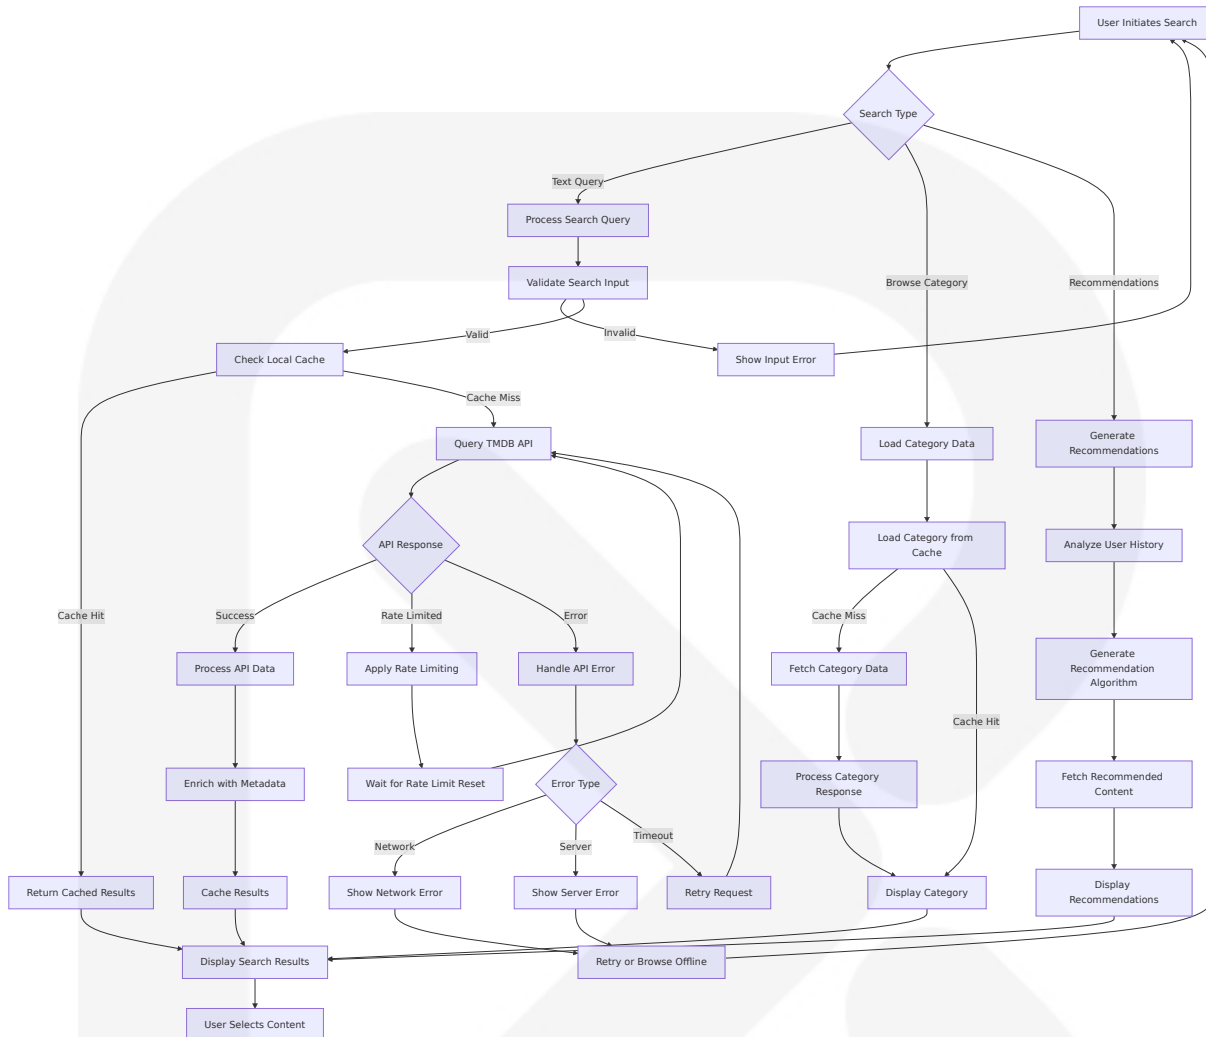 User Initiates Search
Search Type
Text Query
Process Search Query
Validate Search Input
Browse Category
Recommendations
Valid
Invalid
Check Local Cache
Show Input Error
Cache Miss
Query TMDB API
Load Category Data
Generate
Recommendations
API Response
Load Category from
Cache
Analyze User History
Cache Hit
Success
Rate Limited
Error
Cache Miss
Process API Data
Apply Rate Limiting
Handle API Error
Fetch Category Data
Generate
Recommendation
Algorithm
Cache Hit
Enrich with Metadata
Wait for Rate Limit Reset
Error Type
Process Category
Response
Fetch Recommended
Content
Network
Server
Timeout
Return Cached Results
Cache Results
Show Network Error
Show Server Error
Retry Request
Display Category
Display
Recommendations
Display Search Results
Retry or Browse Offline
User Selects Content